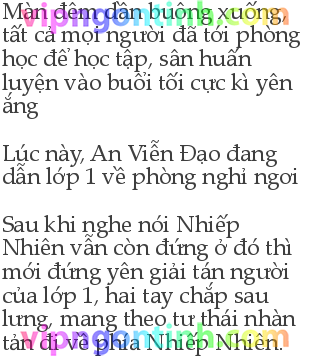 Màn đêm dần buông xuống,
tất cả mọi người đã tới phòng
học để học tập, sân huấn
luyện vào buổi tối cực kì yên
ắng
Lúc này, An Viễn Đạo đang
dẫn lớp 1 về phòng nghỉ ngơi
Sau khi nghe nói Nhiếp
Nhiên vẫn còn đứng ở đó thì
mới đứng yên giải tán người
của lớp 1, hai tay chắp sau
lưng, mang theo tư thái nhàn
tản đi về phía Nhiếp Nhiên.
vipngontinh.com
vipngontinh.com